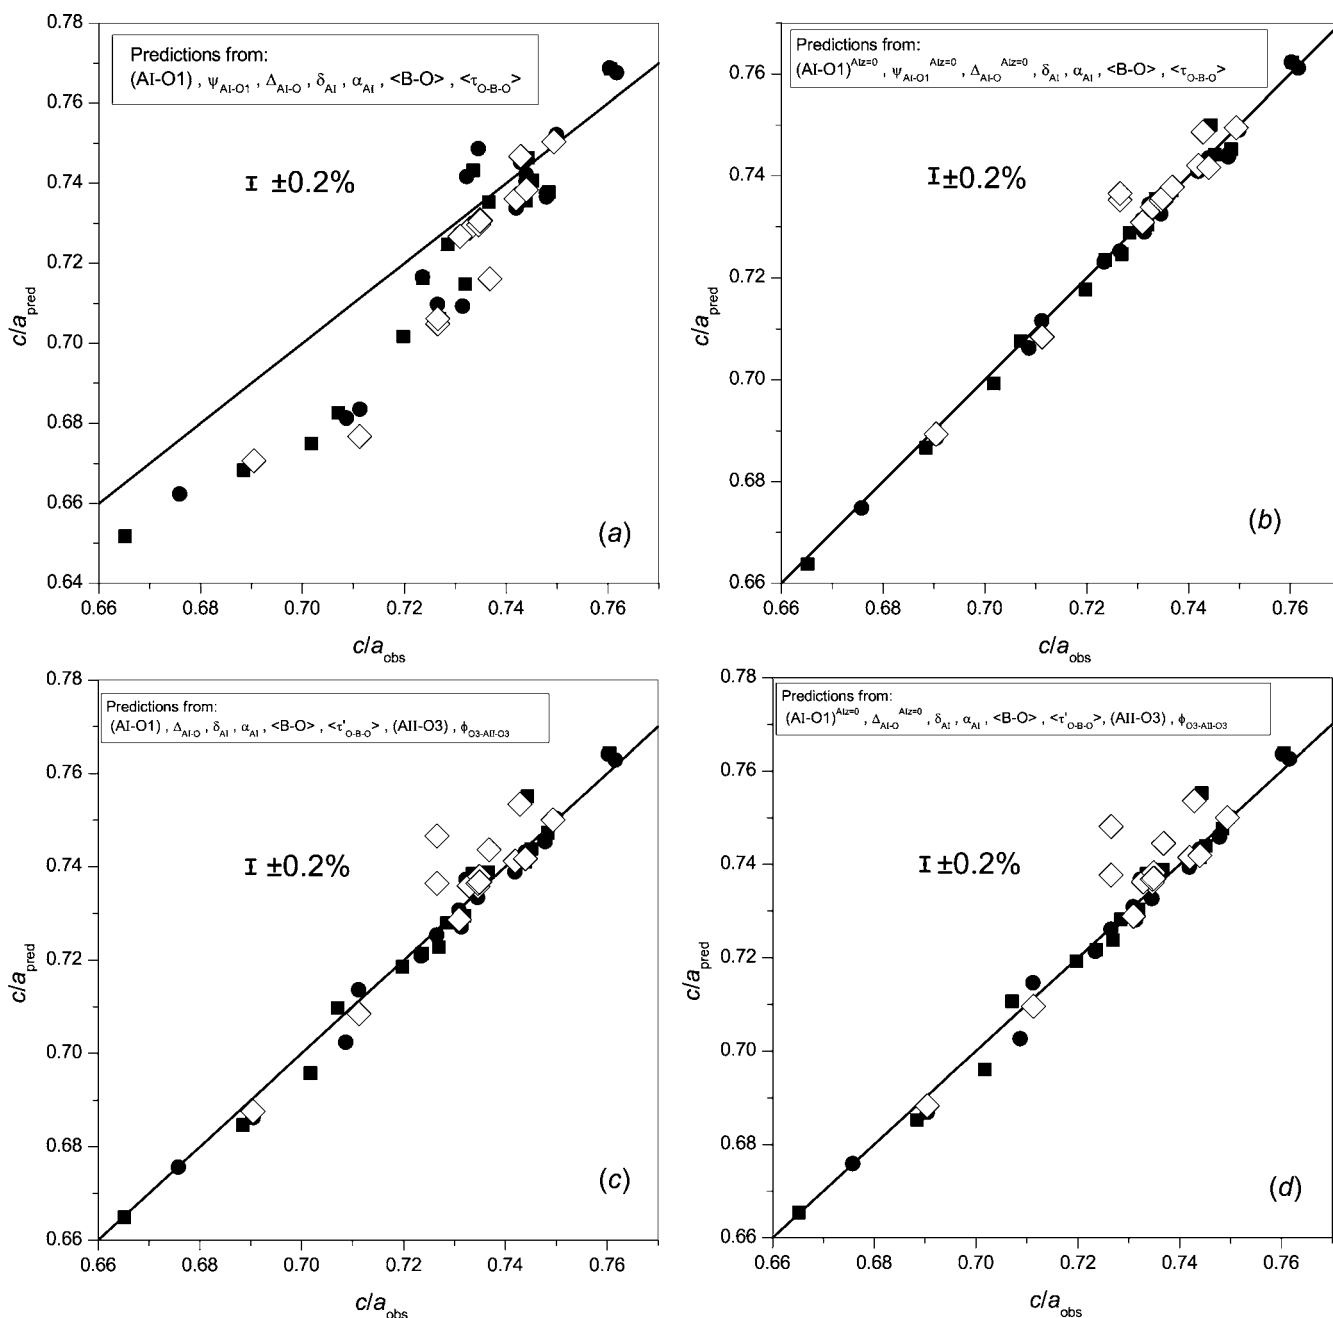 Predictions from:
(AI-O1) , ψAI-O1 , ΔAI-O , δAI , αAI , <B-O> , <τO-B-O>
±0.2%
0.78
0.76
0.74
0.72
0.70
0.68
0.66
0.64
c/apred
(a)
0.66 0.68 0.70 0.72 0.74 0.76
c/aobs
Predictions from:
(AI-O1)AIz=0 , ψAI-O1AIz=0 , ΔAI-OAIz=0 , δAI , αAI , <B-O> , <τO-B-O>
±0.2%
0.76
0.74
0.72
0.70
0.68
0.66
c/apred
(b)
0.66 0.68 0.70 0.72 0.74 0.76
c/aobs
Predictions from:
(AI-O1) , ΔAI-O , δAI , αAI , <B-O> , <τ'O-B-O> , (AII-O3) , ϕO3-AII-O3
±0.2%
0.78
0.76
0.74
0.72
0.70
0.68
0.66
c/apred
(c)
0.66 0.68 0.70 0.72 0.74 0.76
c/aobs
Predictions from:
(AI-O1)AIz=0 , ΔAI-OAIz=0 , δAI , αAI , <B-O> , <τ'O-B-O> , (AII-O3) , ϕO3-AII-O3
±0.2%
0.78
0.76
0.74
0.72
0.70
0.68
0.66
c/apred
(d)
0.66 0.68 0.70 0.72 0.74 0.76
c/aobs